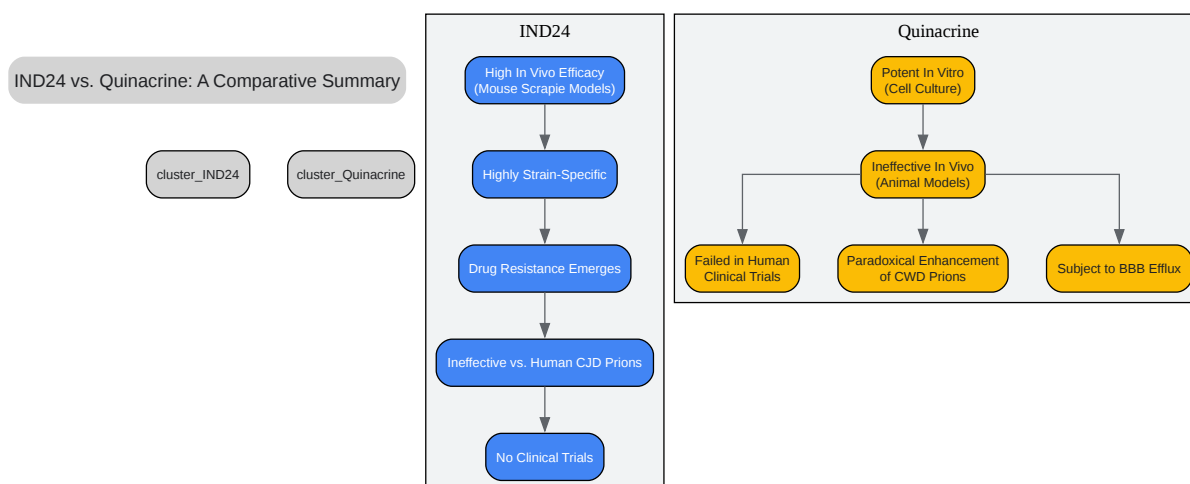 IND24 vs. Quinacrine: A Comparative Summary
cluster_IND24
cluster_Quinacrine
IND24
High In Vivo Efficacy
(Mouse Scrapie Models)
Highly Strain-Specific
Drug Resistance Emerges
Ineffective vs. Human CJD Prions
No Clinical Trials
Quinacrine
Potent In Vitro
(Cell Culture)
Ineffective In Vivo
(Animal Models)
Failed in Human
Clinical Trials
Paradoxical Enhancement
of CWD Prions
Subject to BBB Efflux